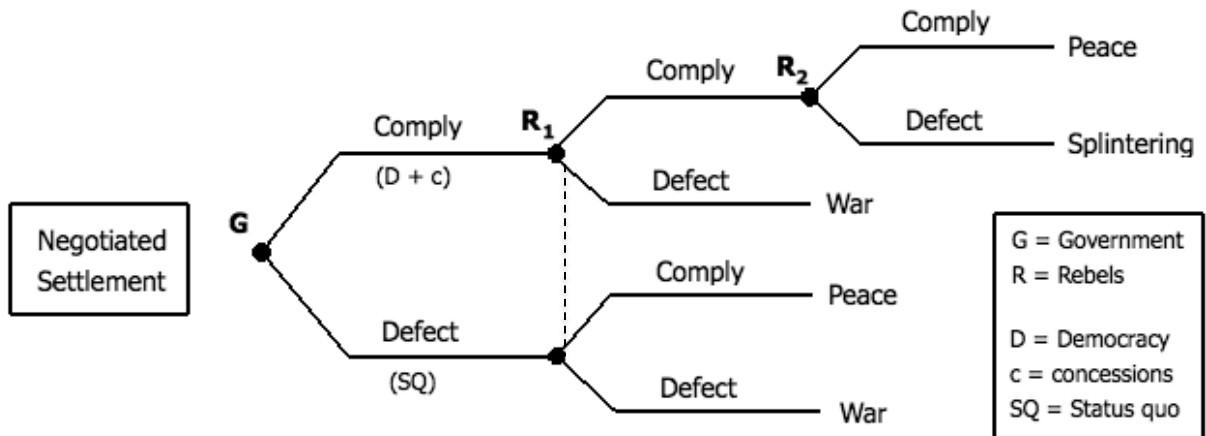 Comply
Peace
Comply
R2
Defect
Splintering
Comply
(D + c)
R1
Defect
War
G
Negotiated
Settlement
Defect
(SQ)
Comply
Peace
Defect
War
G = Government
R = Rebels
D = Democracy
c = concessions
SQ = Status quo